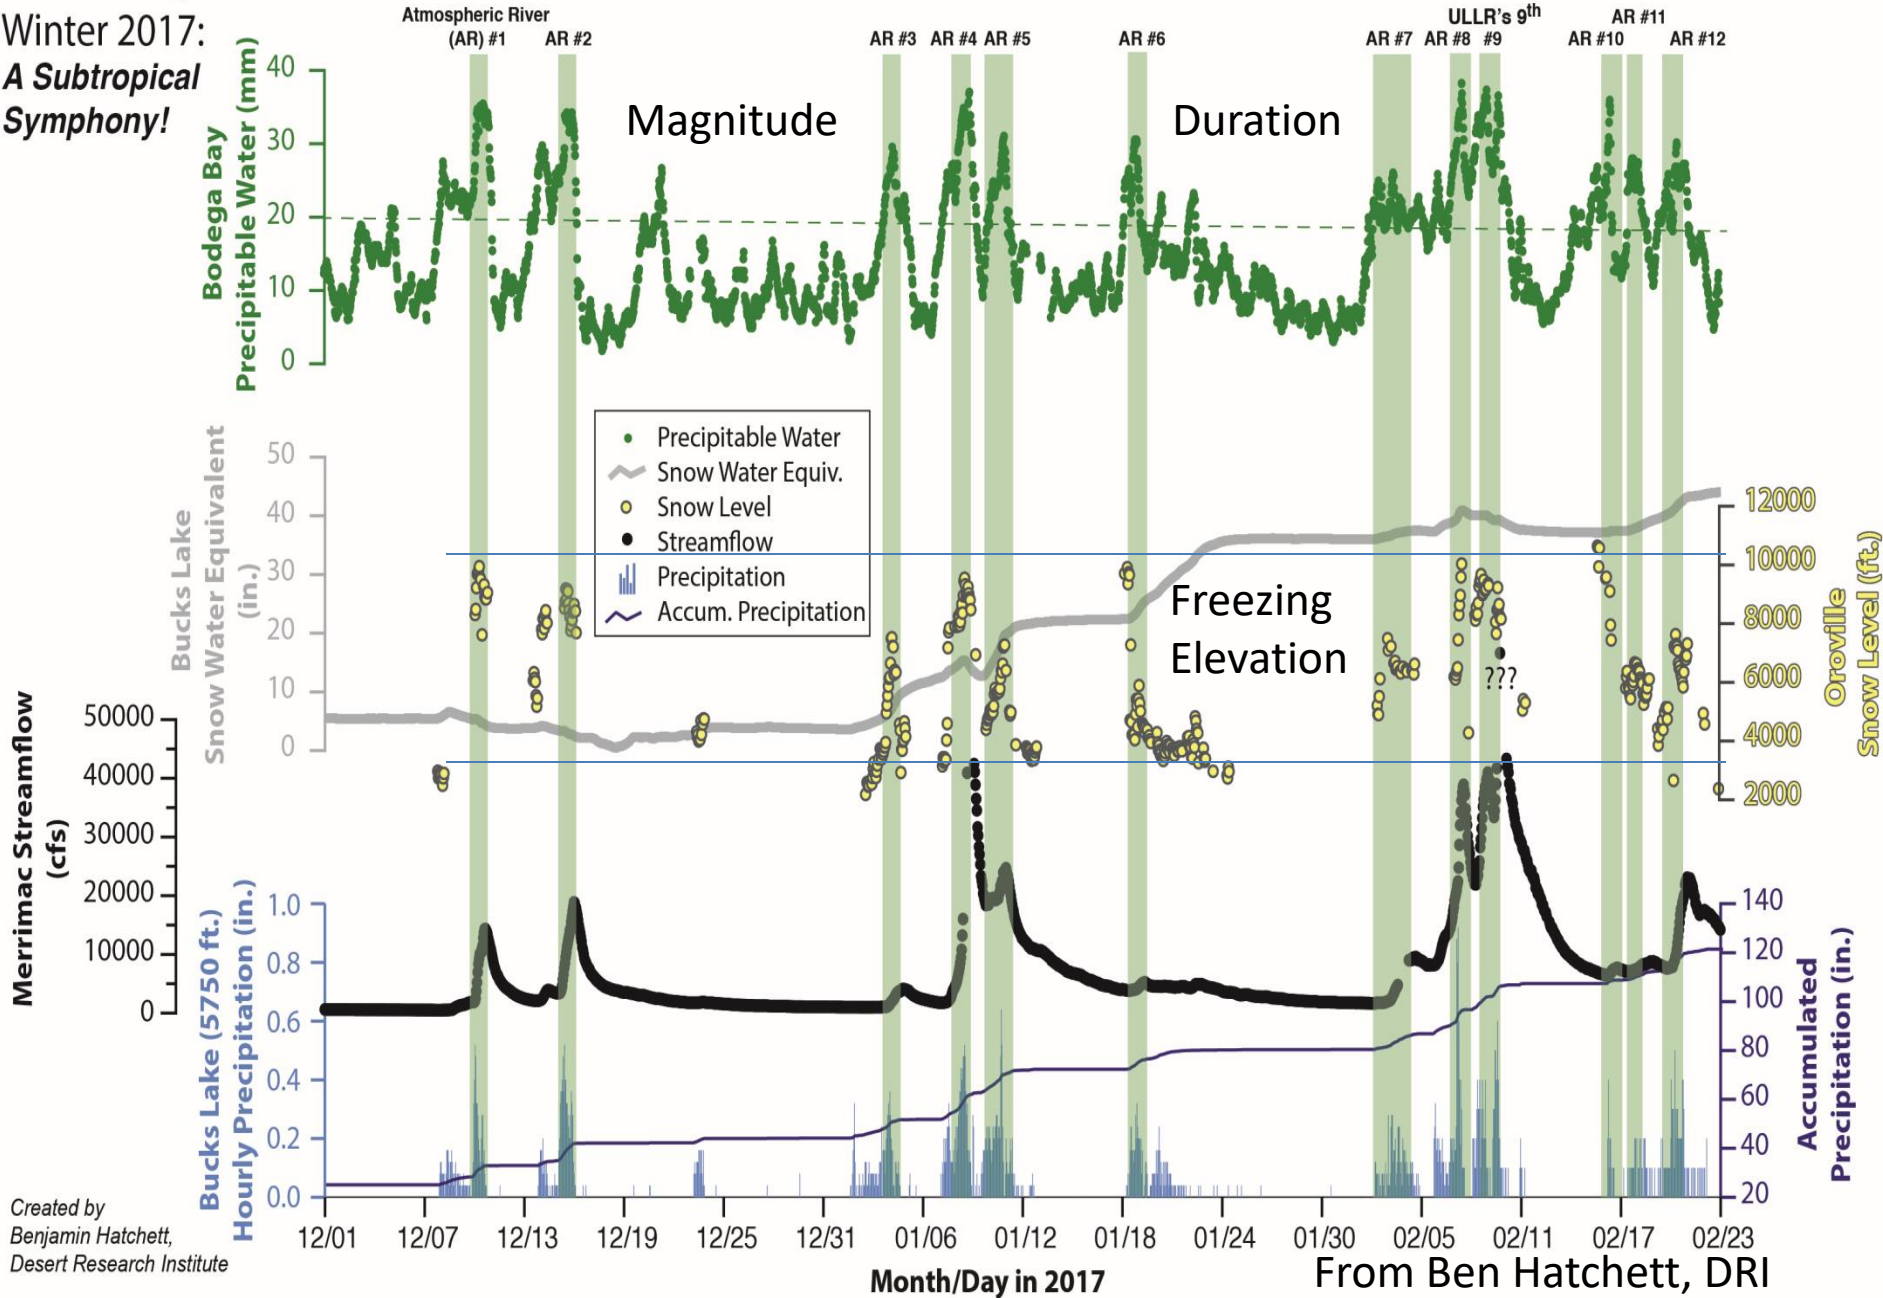 Winter 2017:
A Subtropical
Symphony!
Atmospheric River
(AR) #1
AR #2
AR #3
AR #4
AR #5
AR #6
AR #7
AR #8
ULLR's 9th
#9
AR #10
AR #11
AR #12
Magnitude
Duration
Bodega Bay
Precipitable Water (mm)
40
30
20
10
0
Precipitable Water
Snow Water Equiv.
Snow Level
Streamflow
Precipitation
Accum. Precipitation
Bucks Lake
Snow Water Equivalent
(in.)
50
40
30
20
10
0
Freezing
Elevation
???
12000
10000
8000
6000
4000
2000
Oroville
Snow Level (ft.)
Merrimac Streamflow
(cfs)
50000
40000
30000
20000
10000
0
Bucks Lake (5750 ft.)
Hourly Precipitation (in.)
1.0
0.8
0.6
0.4
0.2
0.0
140
120
100
80
60
40
20
Accumulated
Precipitation (in.)
12/01
12/07
12/13
12/19
12/25
12/31
01/06
01/12
01/18
01/24
01/30
02/05
02/11
02/17
02/23
Month/Day in 2017
Created by
Benjamin Hatchett,
Desert Research Institute
From Ben Hatchett, DRI